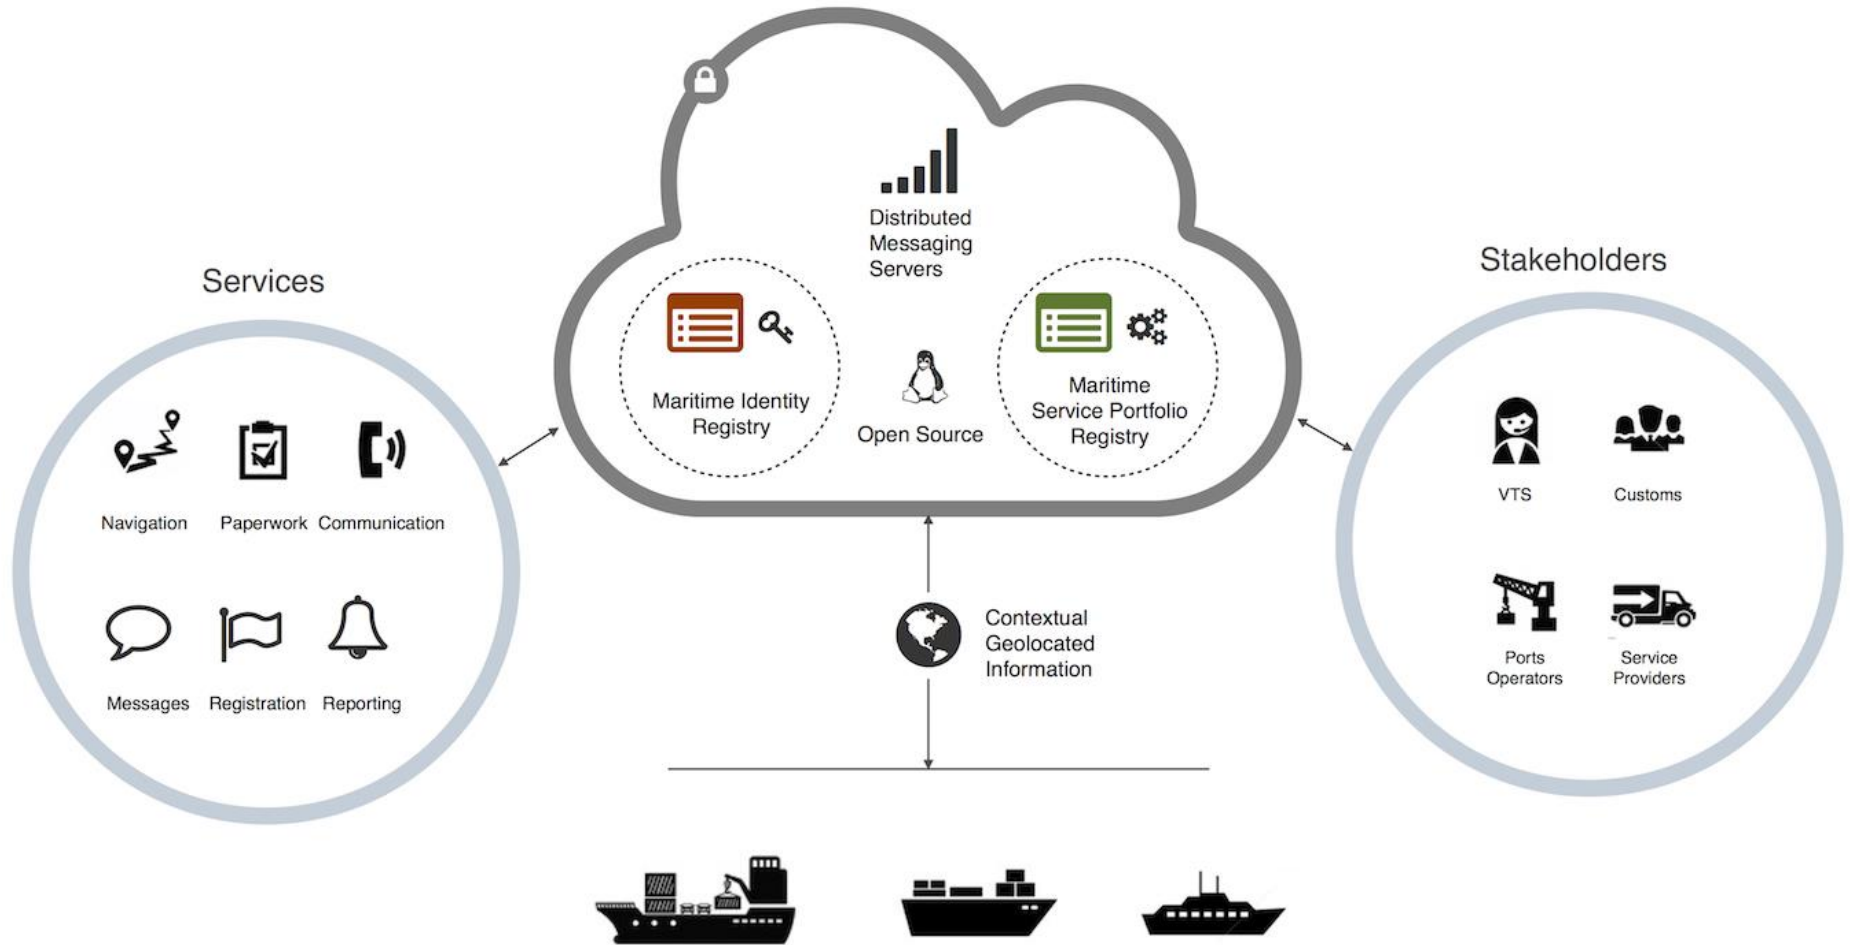 Distributed
Messaging
Servers
Maritime Identity
Registry
Open Source
Maritime
Service Portfolio
Registry
Services
Navigation
Paperwork
Communication
Messages
Registration
Reporting
Stakeholders
VTS
Customs
Ports
Operators
Service
Providers
Contextual
Geolocated
Information